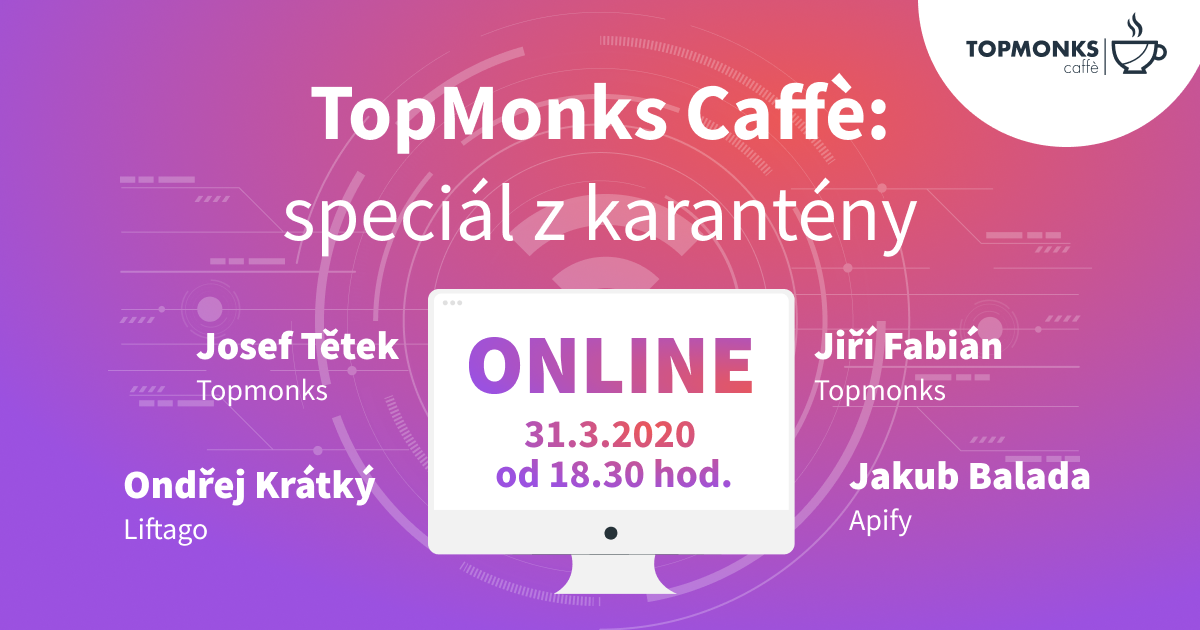 TOPMONKS
caffè
TopMonks Caffè:
speciál z karantény
Josef Tětek
Topmonks
Ondřej Krátký
Liftago
ONLINE
31.3.2020
od 18.30 hod.
Jiří Fabián
Topmonks
Jakub Balada
Apify